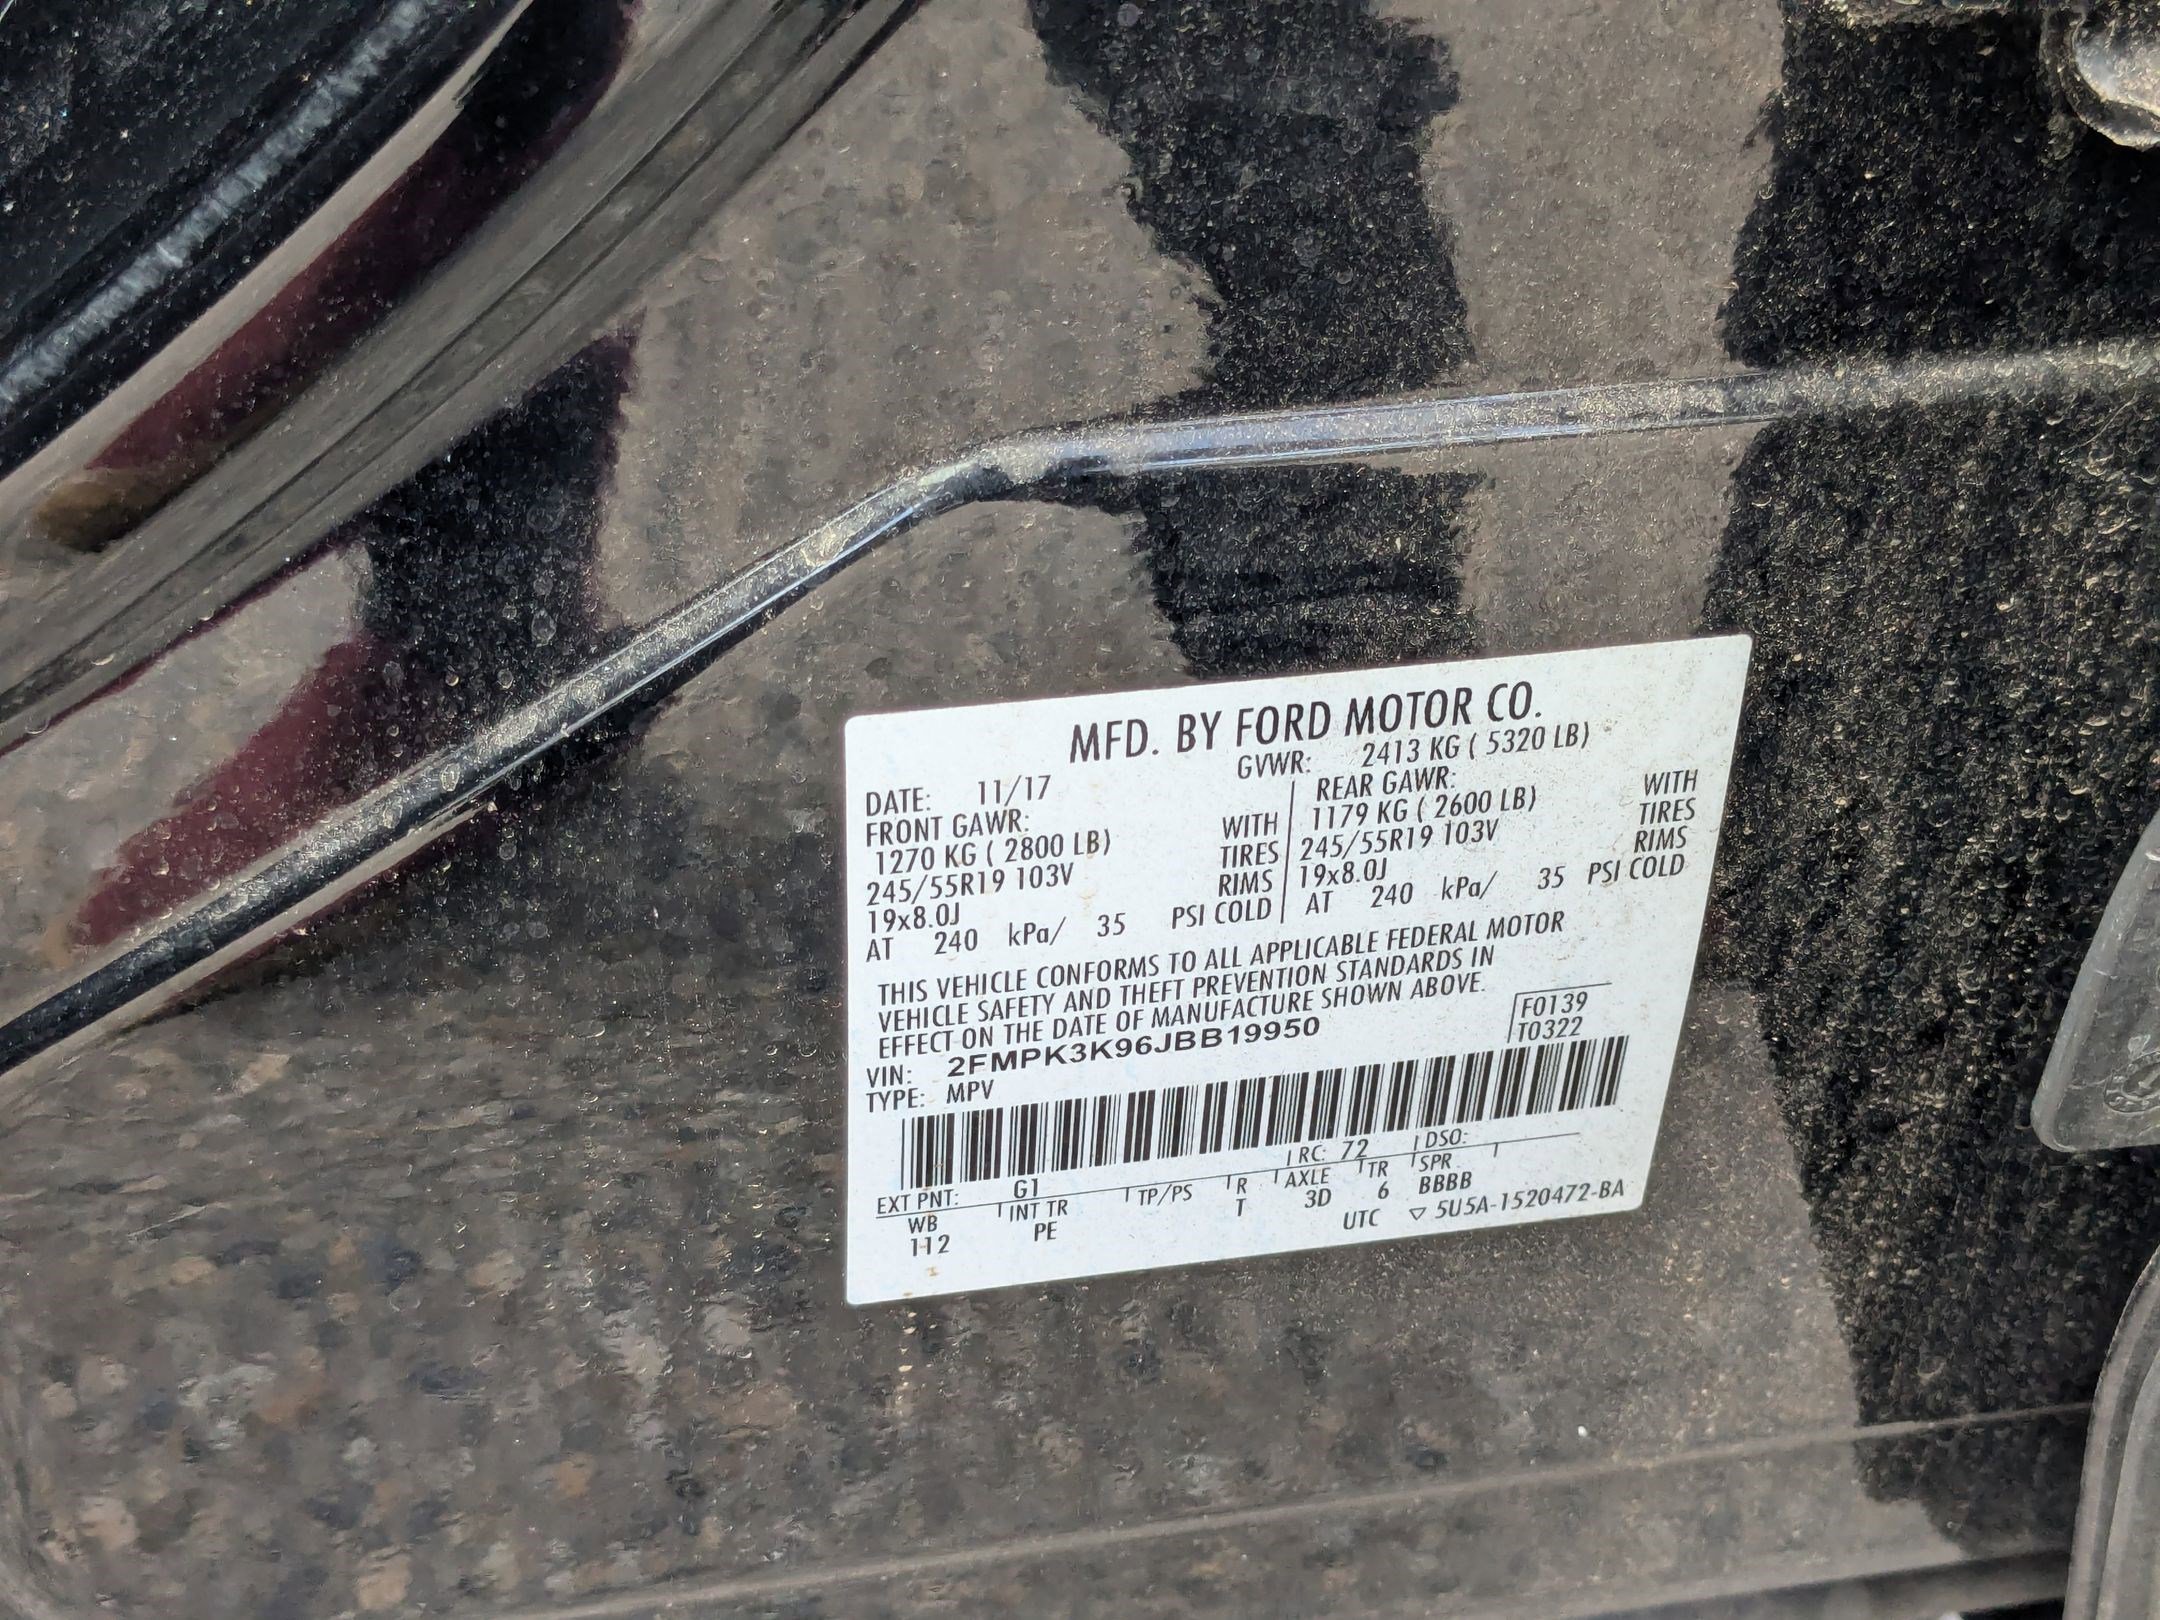 MFD. BY FORD MOTOR CO.
DATE: 11/17 GVWR: 2413 KG ( 5320 LB)
FRONT GAWR: REAR GAWR:
1270 KG ( 2800 LB) WITH 1179 KG ( 2600 LB) WITH
245/55R19 103V TIRES 245/55R19 103V TIRES
19x8.0J RIMS 19x8.0J RIMS
AT 240 kPa/ 35 PSI COLD AT 240 kPa/ 35 PSI COLD
THIS VEHICLE CONFORMS TO ALL APPLICABLE FEDERAL MOTOR
VEHICLE SAFETY AND THEFT PREVENTION STANDARDS IN
EFFECT ON THE DATE OF MANUFACTURE SHOWN ABOVE.
VIN: 2FMPK3K96JBB19950 F0139
TYPE: MPV T0322
EXT PNT: G1 RC: 72 DSO:
WB INT TR TP/PS R AXLE TR SPR
112 PE T 3D 6 BBBB
UTC ▽ 5U5A-1520472-BA